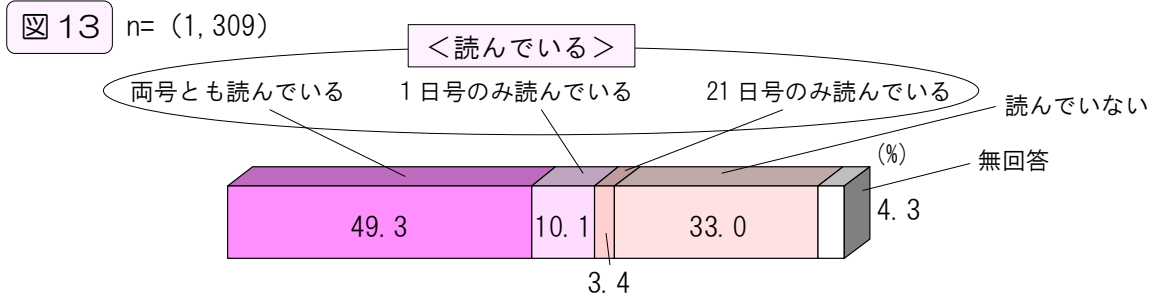 図13 n=(1,309)
＜読んでいる＞
両号とも読んでいる 1日号のみ読んでいる 21日号のみ読んでいる
読んでいない
(%)
無回答
49.3 10.1 33.0 4.3
3.4